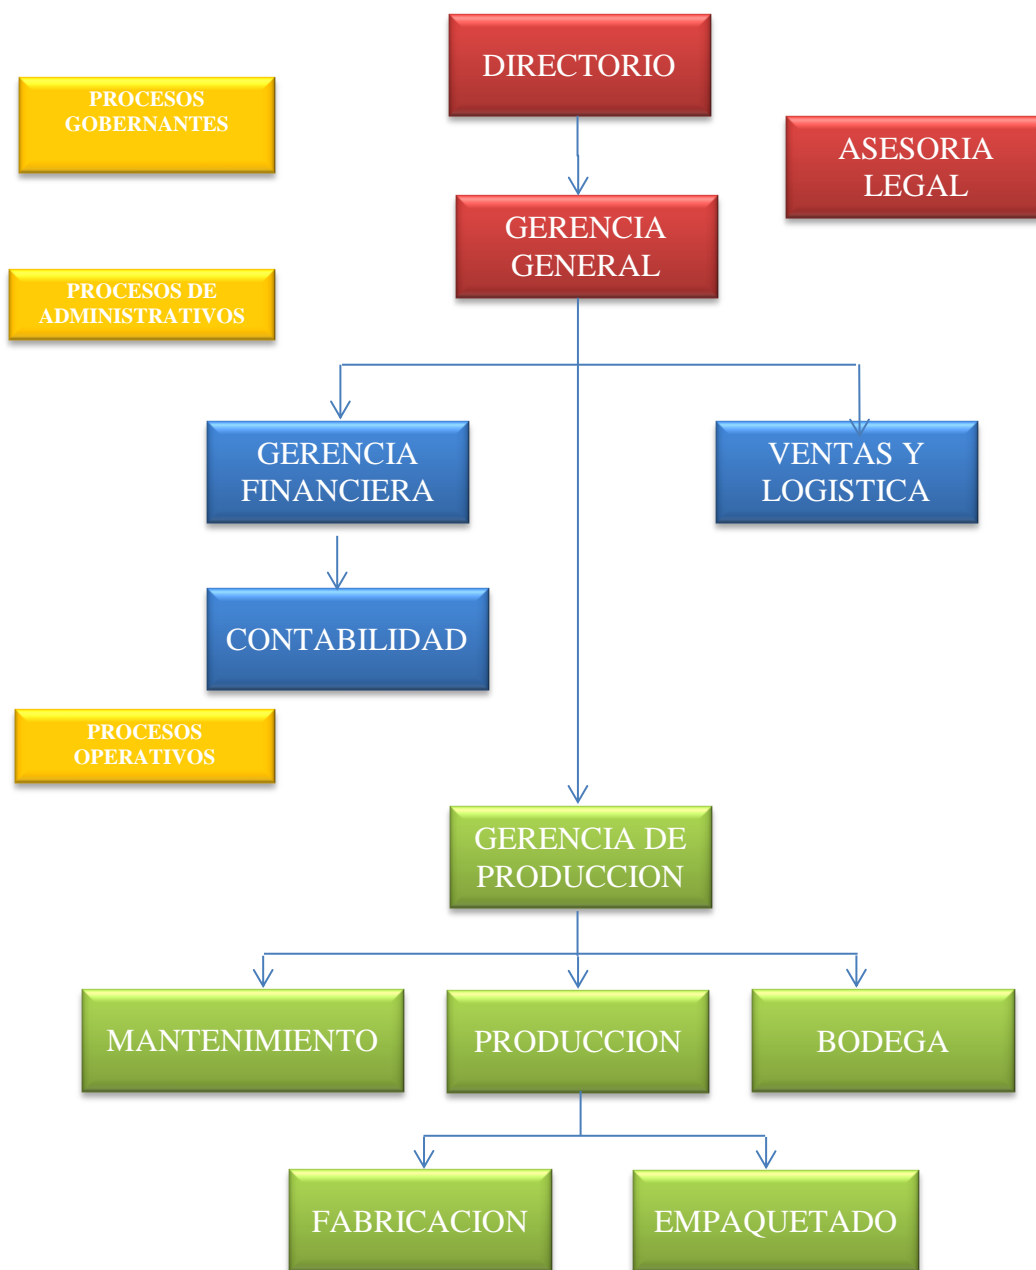 DIRECTORIO
PROCESOS
GOBERNANTES
ASESORIA
LEGAL
GERENCIA
GENERAL
PROCESOS DE
ADMINISTRATIVOS
GERENCIA
FINANCIERA
VENTAS Y
LOGISTICA
CONTABILIDAD
PROCESOS
OPERATIVOS
GERENCIA DE
PRODUCCION
MANTENIMIENTO
PRODUCCION
BODEGA
FABRICACION
EMPAQUETADO